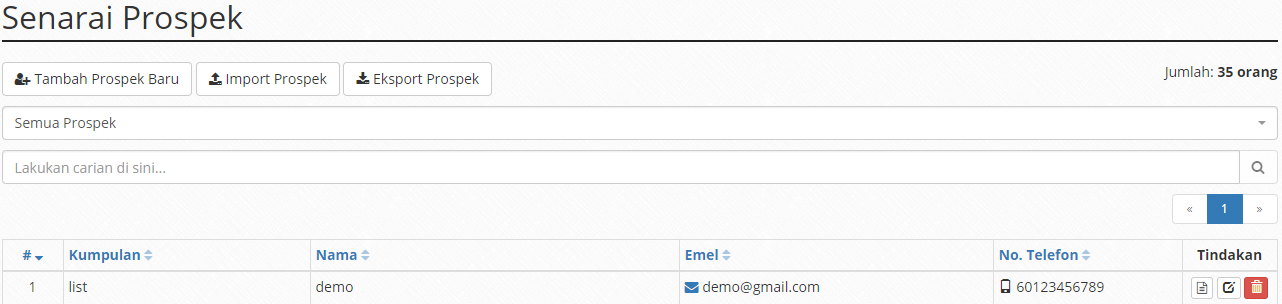 Senarai Prospek
Tambah Prospek Baru Import Prospek Eksport Prospek Jumlah: 35 orang
Semua Prospek
Lakukan carian di sini...
« 1 »
# Kumpulan Nama Emel No. Telefon Tindakan
1 list demo demo@gmail.com 60123456789